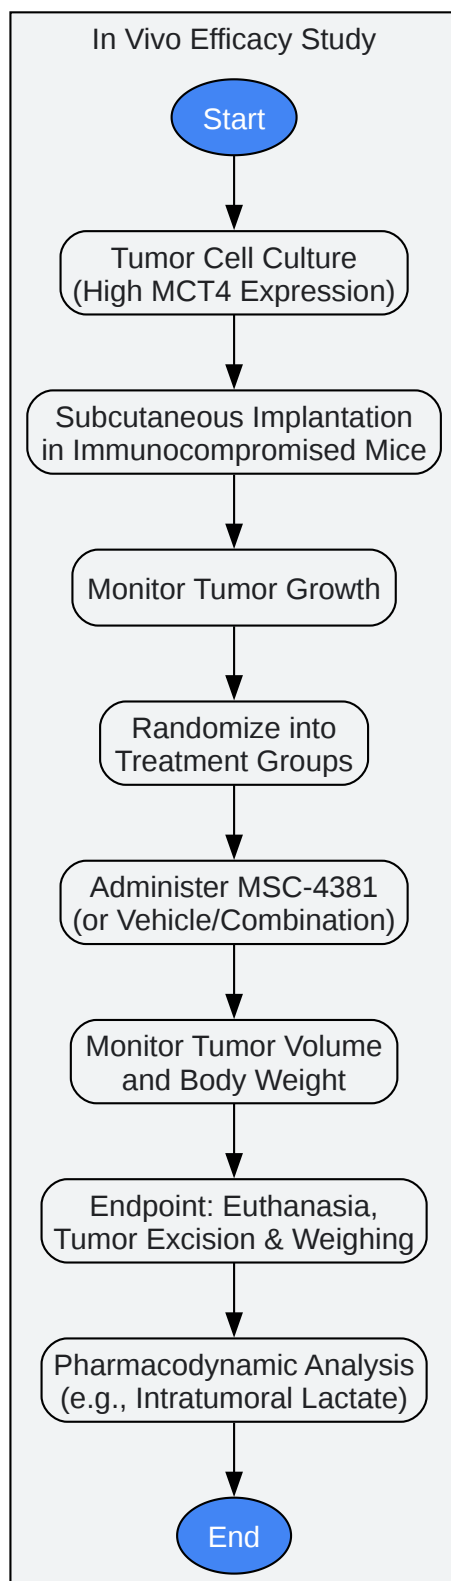 In Vivo Efficacy Study
Start
Tumor Cell Culture
(High MCT4 Expression)
Subcutaneous Implantation
in Immunocompromised Mice
Monitor Tumor Growth
Randomize into
Treatment Groups
Administer MSC-4381
(or Vehicle/Combination)
Monitor Tumor Volume
and Body Weight
Endpoint: Euthanasia,
Tumor Excision & Weighing
Pharmacodynamic Analysis
(e.g., Intratumoral Lactate)
End